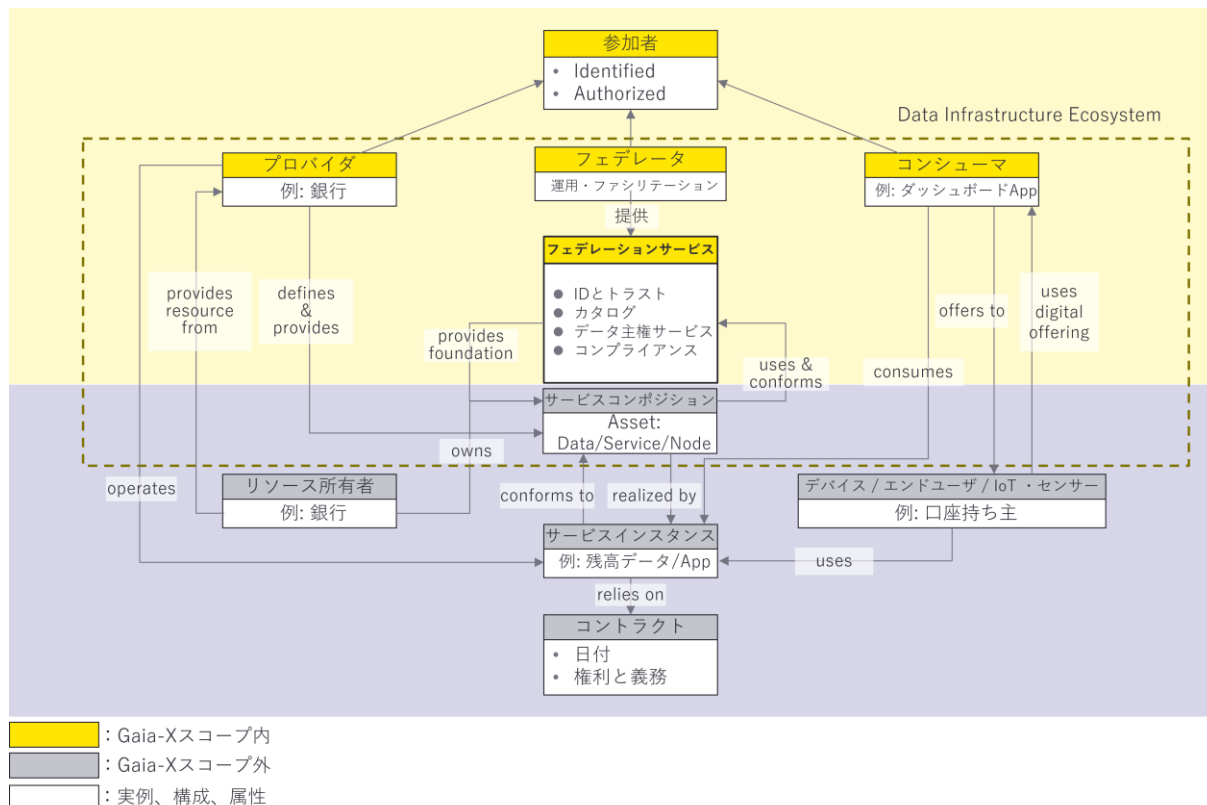 参加者
• Identified
• Authorized
Data Infrastructure Ecosystem
プロバイダ
例: 銀行
フェデレータ
運用・ファシリテーション
コンシューマ
例: ダッシュボードApp
提供
フェデレーションサービス
● IDとトラスト
● カタログ
● データ主権サービス
● コンプライアンス
provides
resource
from
defines
&
provides
provides
foundation
uses &
conforms
consumes
offers to
uses
digital
offering
サービスコンポジション
Asset:
Data/Service/Node
owns
operates
リソース所有者
例: 銀行
conforms to
realized by
デバイス / エンドユーザ / IoT ・センサー
例: 口座持ち主
サービスインスタンス
例: 残高データ/App
uses
relies on
コントラクト
• 日付
• 権利と義務
: Gaia-Xスコープ内
: Gaia-Xスコープ外
: 実例、構成、属性